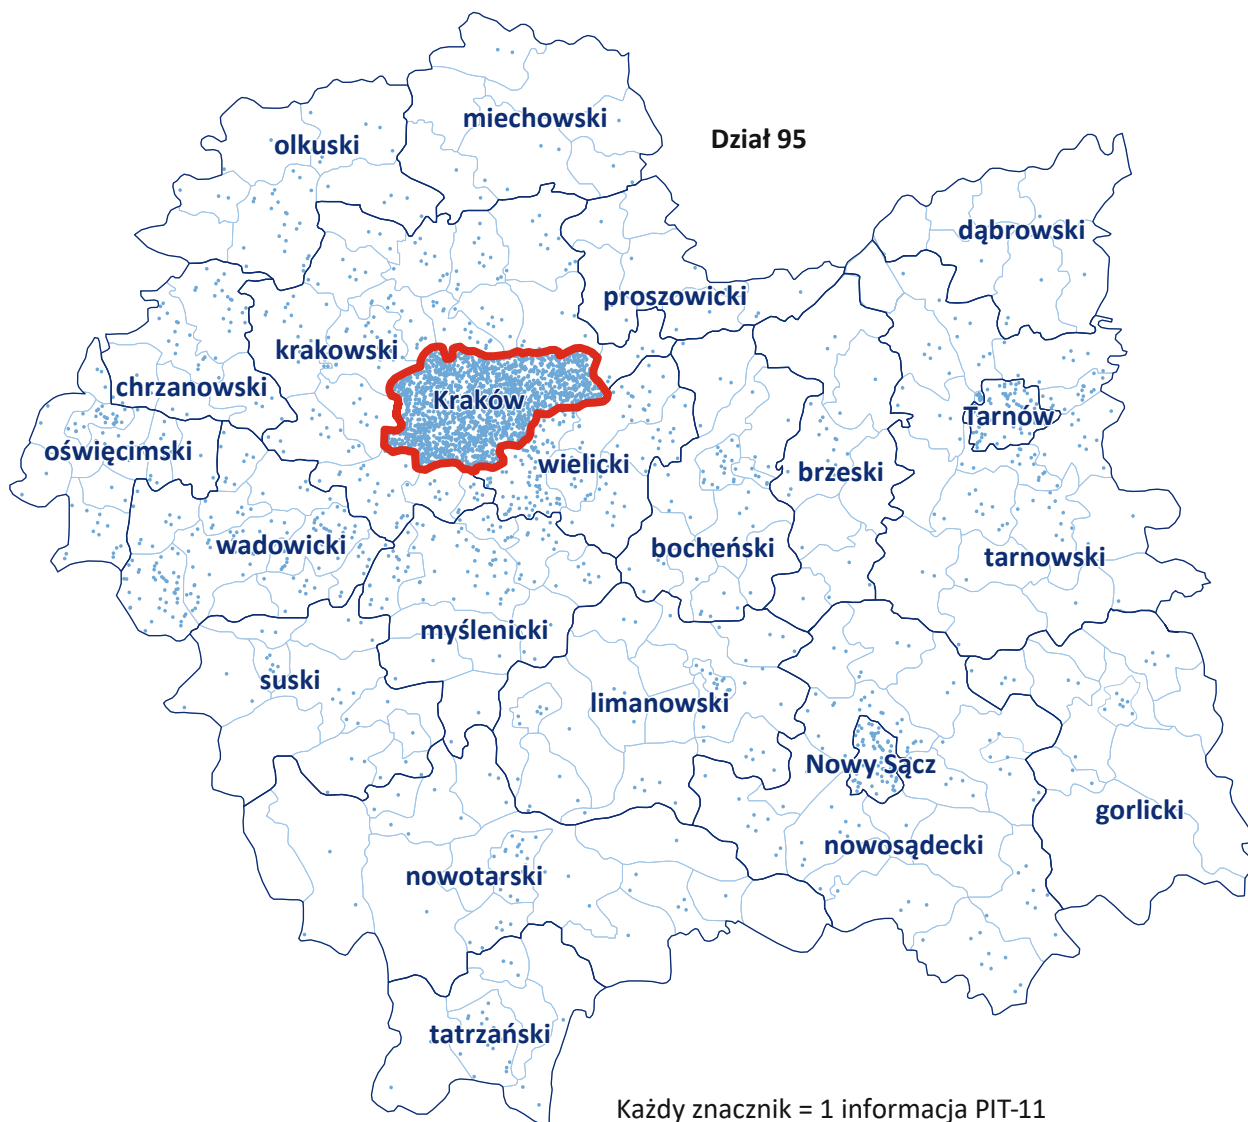 miechowski
Dział 95
olkuski
dąbrowski
proszowicki
krakowski
chrzanowski
Kraków
Tarnów
oświęcimski
wielicki
brzeski
wadowicki
bocheński
tarnowski
myślenicki
suski
limanowski
Nowy Sącz
gorlicki
nowosądecki
nowotarski
tatrzański
Każdy znacznik = 1 informacja PIT-11